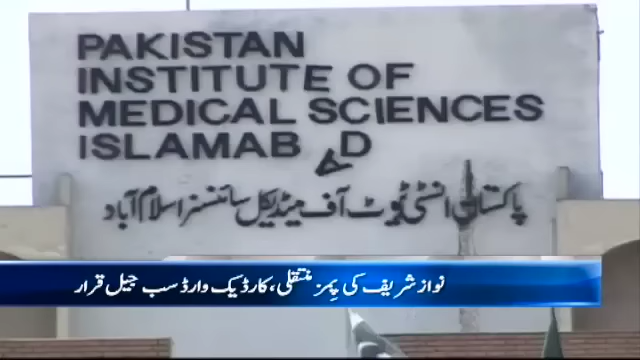 PAKISTAN
INSTITUTE OF
MEDICAL SCIENCES
ISLAMAB D
پاکستان انسٹی ٹیوٹ آف میڈیکل سائنسز اسلام آباد
نواز شریف کی پمز منتقلی، کارڈیک وارڈ سب جیل قرار